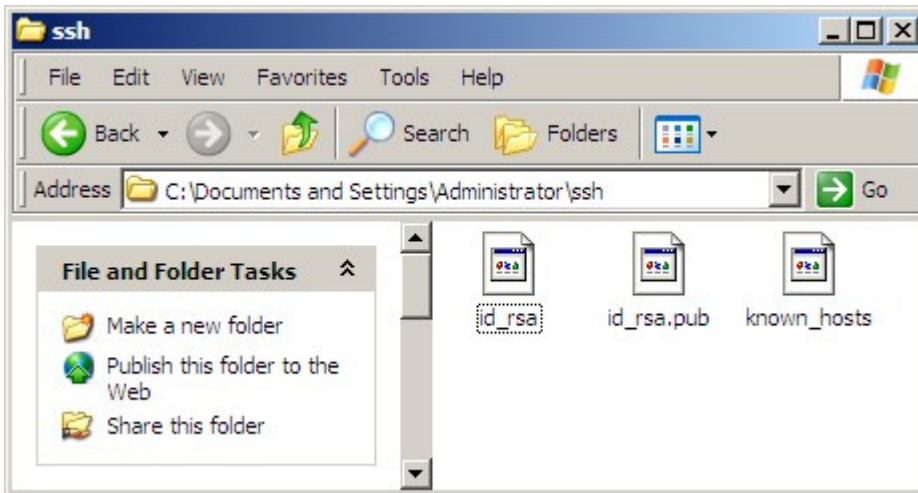 ssh
File Edit View Favorites Tools Help
Back Search Folders
Address C:\Documents and Settings\Administrator\ssh Go
File and Folder Tasks
Make a new folder
Publish this folder to the
Web
Share this folder
id_rsa id_rsa.pub known_hosts